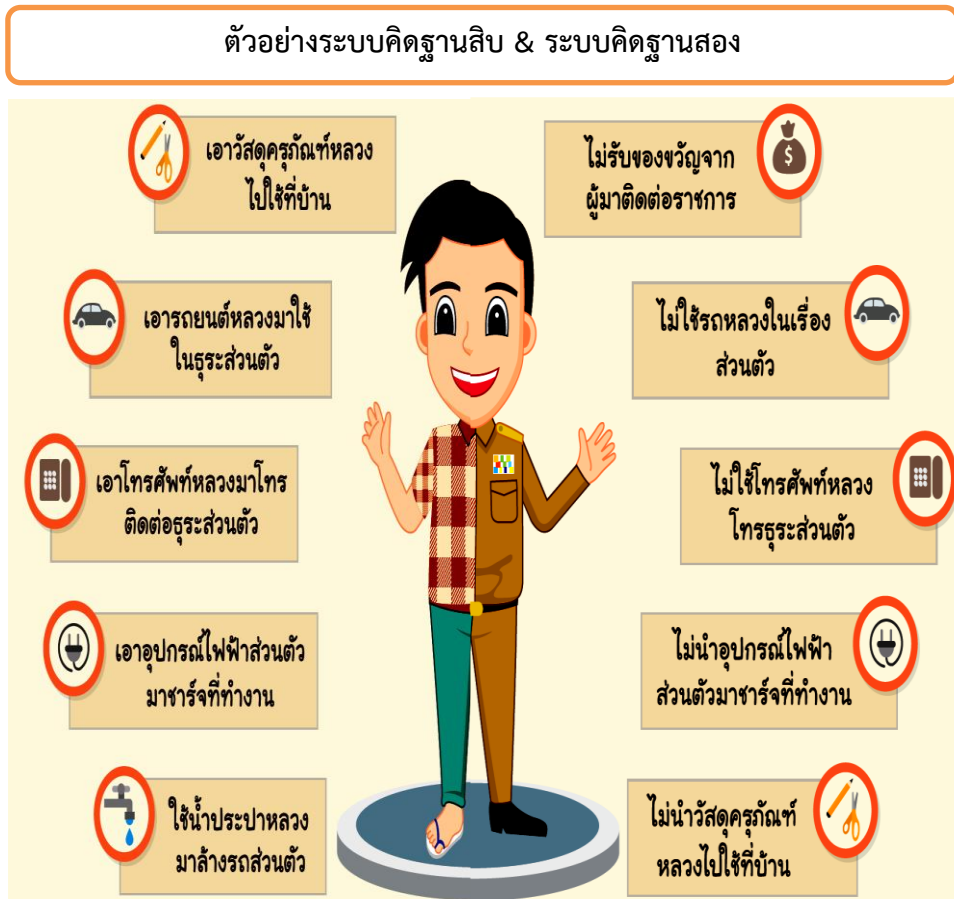 ตัวอย่างระบบคิดฐานสิบ & ระบบคิดฐานสอง
เอาวัสดุครุภัณฑ์หลวง
ไปใช้ที่บ้าน
ไม่รับของขวัญจาก
ผู้มาติดต่อราชการ
$
เอารถยนต์หลวงมาใช้
ในธุระส่วนตัว
ไม่ใช้รถหลวงในเรื่อง
ส่วนตัว
เอาโทรศัพท์หลวงมาโทร
ติดต่อธุระส่วนตัว
ไม่ใช้โทรศัพท์หลวง
โทรธุระส่วนตัว
เอาอุปกรณ์ไฟฟ้าส่วนตัว
มาชาร์จที่ทำงาน
ไม่นำอุปกรณ์ไฟฟ้า
ส่วนตัวมาชาร์จที่ทำงาน
ใช้น้ำประปาหลวง
มาล้างรถส่วนตัว
ไม่นำวัสดุครุภัณฑ์
หลวงไปใช้ที่บ้าน